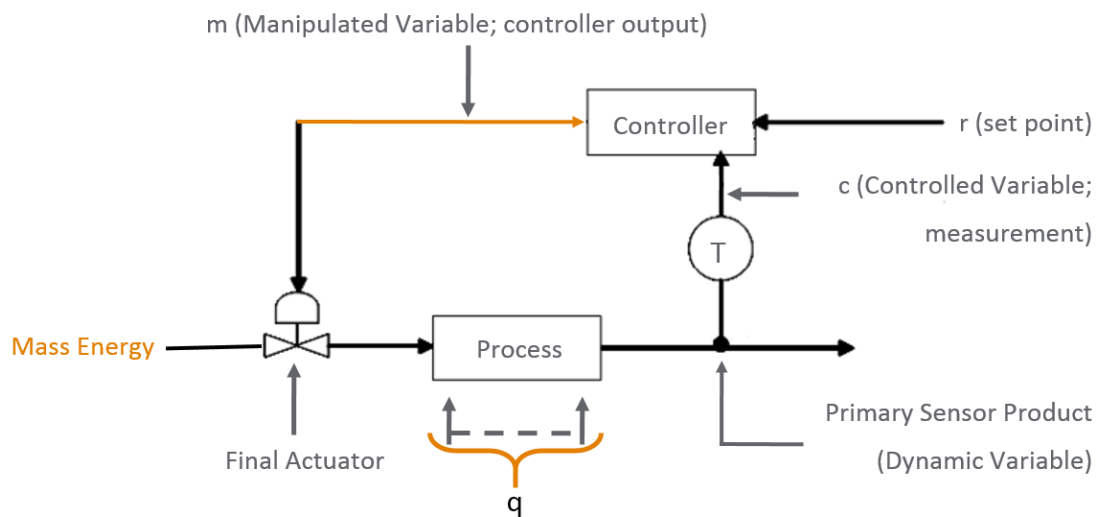 m (Manipulated Variable; controller output)
Controller
r (set point)
c (Controlled Variable;
measurement)
T
Mass Energy
Process
Final Actuator
q
Primary Sensor Product
(Dynamic Variable)